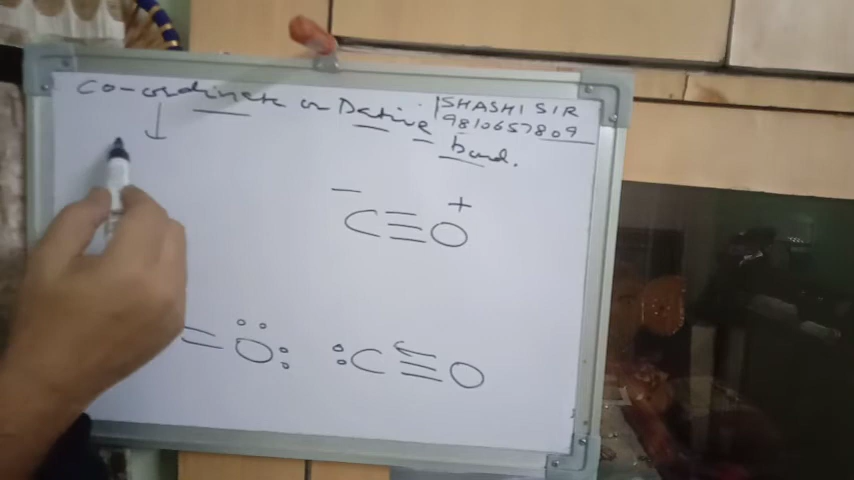 Co-ordinate or Dative bond.
SHASHI SIR
9810657809
− +
C≡O
=O: :C≡O